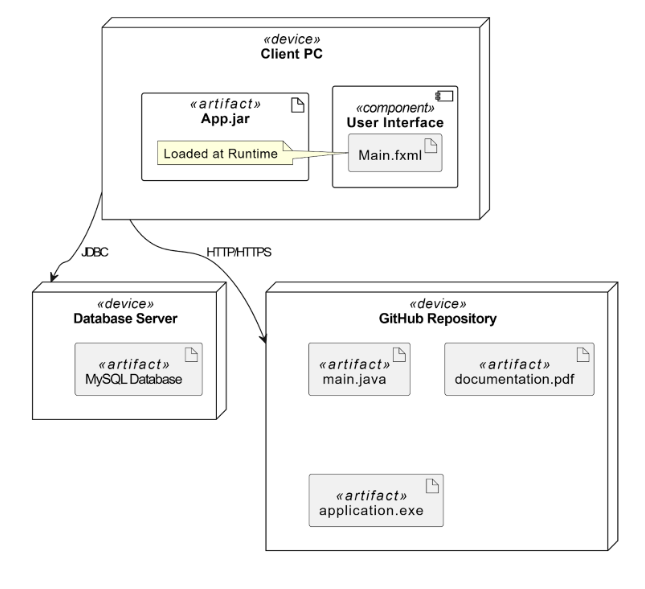 «device»
Client PC
«artifact»
App.jar
Loaded at Runtime
«component»
User Interface
Main.fxml
JDBC
HTTP/HTTPS
«device»
Database Server
«artifact»
MySQL Database
«device»
GitHub Repository
«artifact»
main.java
«artifact»
documentation.pdf
«artifact»
application.exe